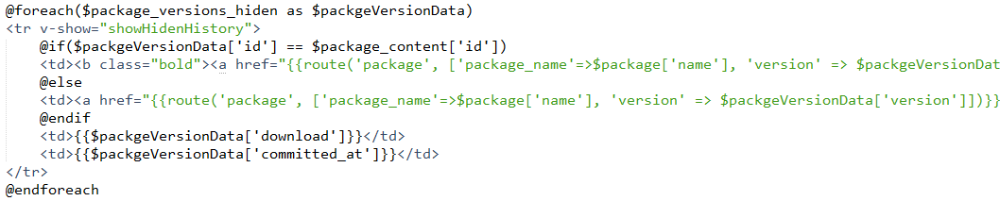 @foreach($package_versions_hiden as $packgeVersionData)
<tr v-show="showHidenHistory">
@if($packgeVersionData['id'] == $package_content['id'])
<td><b class="bold"><a href="{{route('package', ['package_name'=>$package['name'], 'version' => $packgeVersionDat
@else
<td><a href="{{route('package', ['package_name'=>$package['name'], 'version' => $packgeVersionData['version']])}}
@endif
<td>{{$packgeVersionData['download']}}</td>
<td>{{$packgeVersionData['committed_at']}}</td>
</tr>
@endforeach